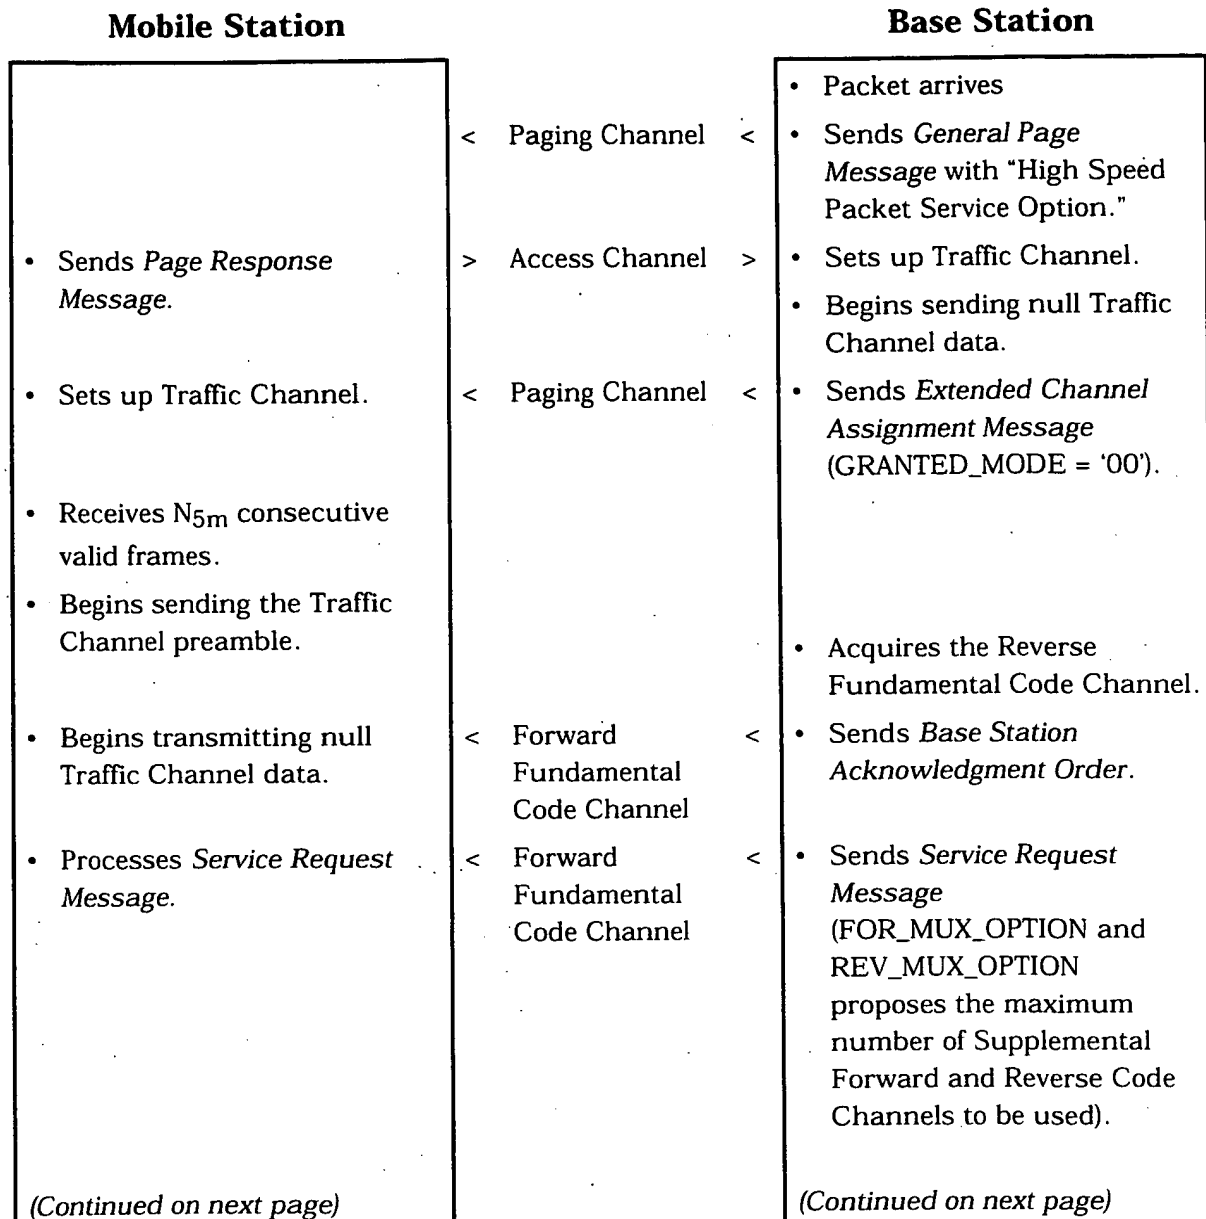 Mobile Station
Base Station
• Packet arrives
< Paging Channel < • Sends General Page
Message with "High Speed
Packet Service Option."
• Sends Page Response > Access Channel > • Sets up Traffic Channel.
Message.
• Begins sending null Traffic
Channel data.
• Sets up Traffic Channel. < Paging Channel < • Sends Extended Channel
Assignment Message
(GRANTED_MODE = '00').
• Receives N5m consecutive
valid frames.
• Begins sending the Traffic
Channel preamble.
• Acquires the Reverse
Fundamental Code Channel.
• Begins transmitting null < Forward < • Sends Base Station
Traffic Channel data. Fundamental Acknowledgment Order.
Code Channel
• Processes Service Request < Forward < • Sends Service Request
Message. Fundamental Message
Code Channel (FOR_MUX_OPTION and
REV_MUX_OPTION
proposes the maximum
number of Supplemental
Forward and Reverse Code
Channels to be used).
(Continued on next page) (Continued on next page)